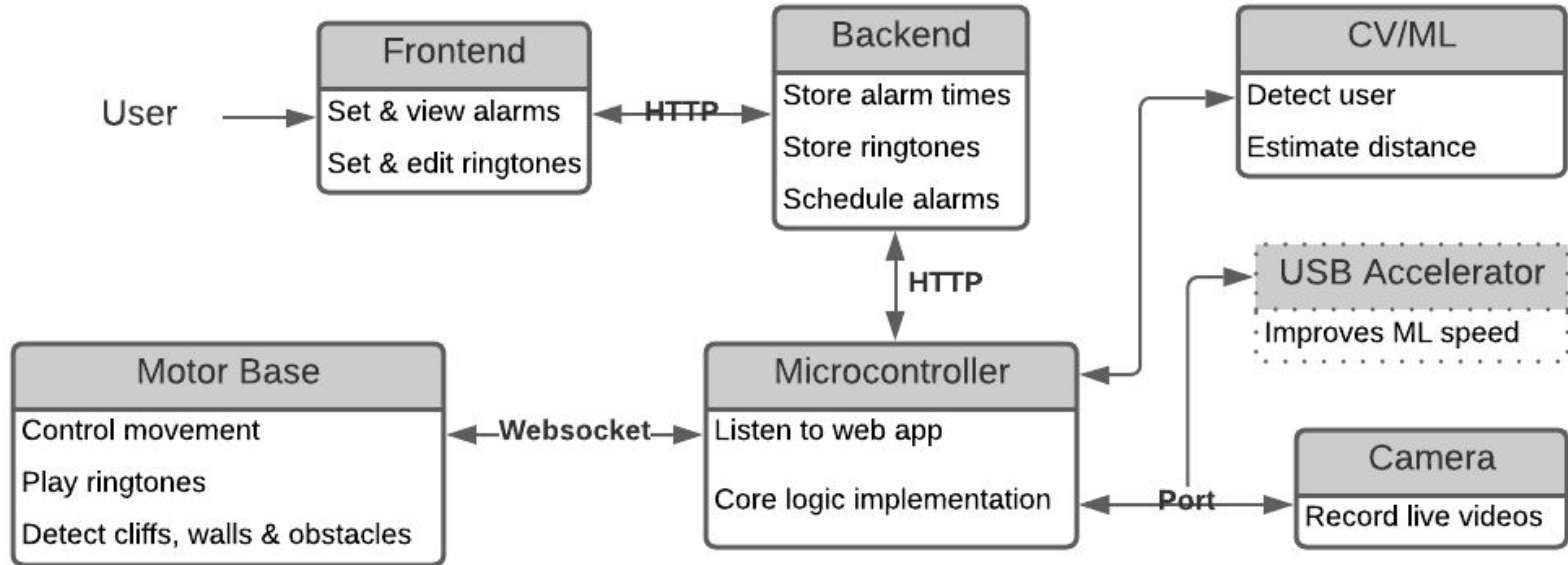 User
Frontend
Set & view alarms
Set & edit ringtones
HTTP
Backend
Store alarm times
Store ringtones
Schedule alarms
CV/ML
Detect user
Estimate distance
HTTP
USB Accelerator
Improves ML speed
Motor Base
Control movement
Play ringtones
Detect cliffs, walls & obstacles
Websocket
Microcontroller
Listen to web app
Core logic implementation
Port
Camera
Record live videos